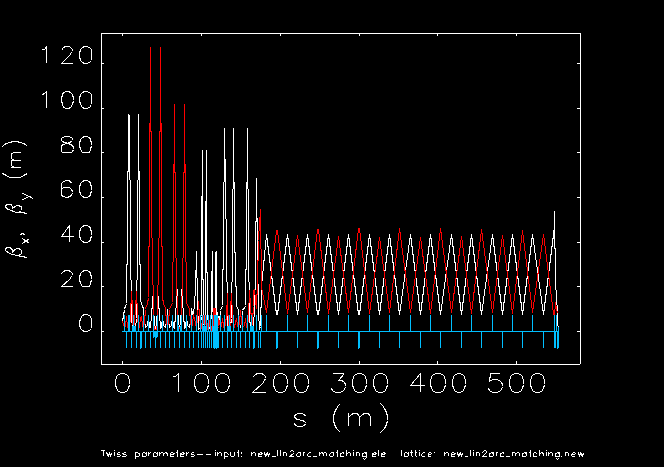 120
100
80
60
40
20
0
βx, βy (m)
0 100 200 300 400 500
s (m)
Twiss parameters--input: new_lin2arc_matching.ele lattice: new_lin2arc_matching.new